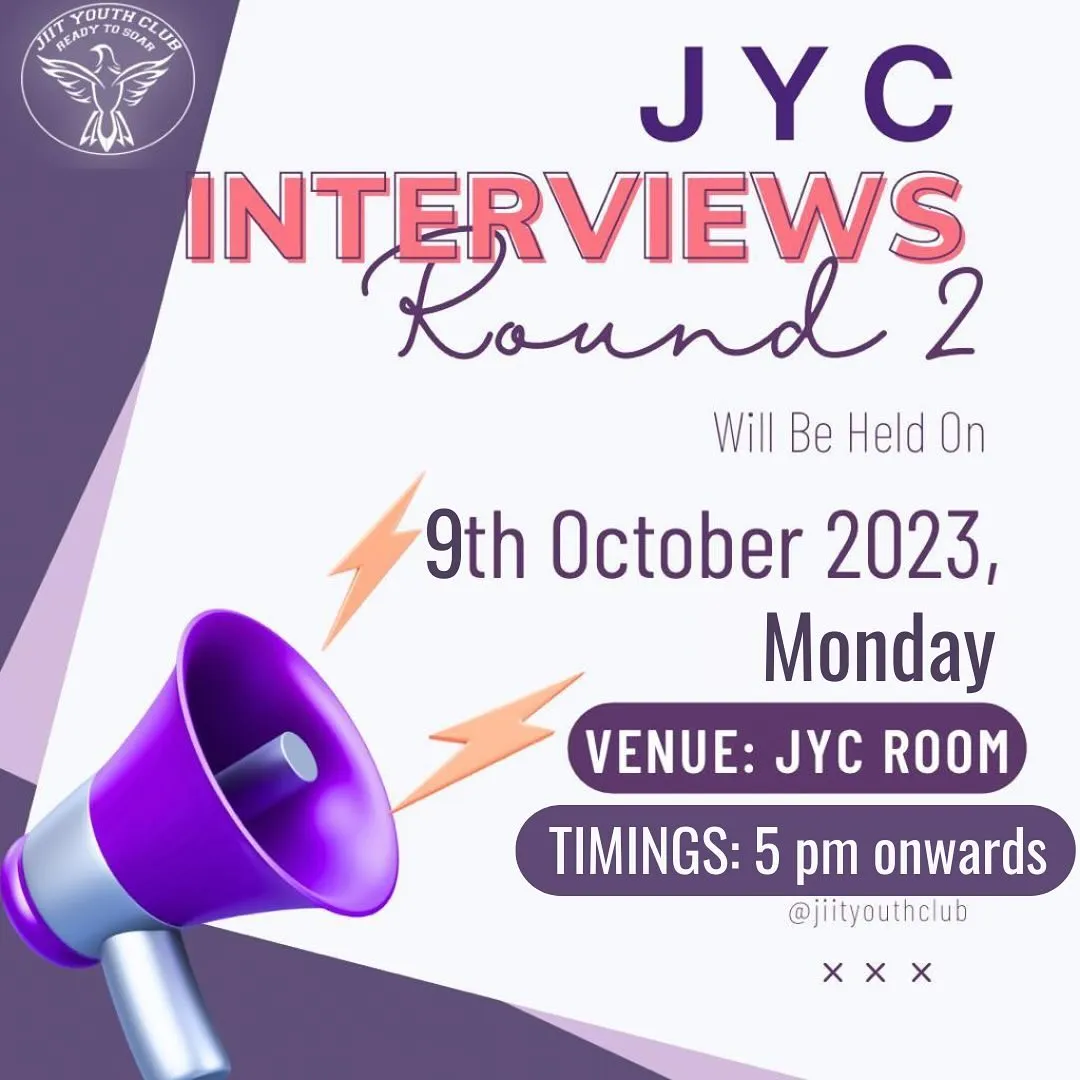 JIIT YOUTH CLUB
READY TO SOAR
JYC
INTERVIEWS
Round 2
Will Be Held On
9th October 2023,
Monday
VENUE: JYC ROOM
TIMINGS: 5 pm onwards
@jiityouthclub
× × ×